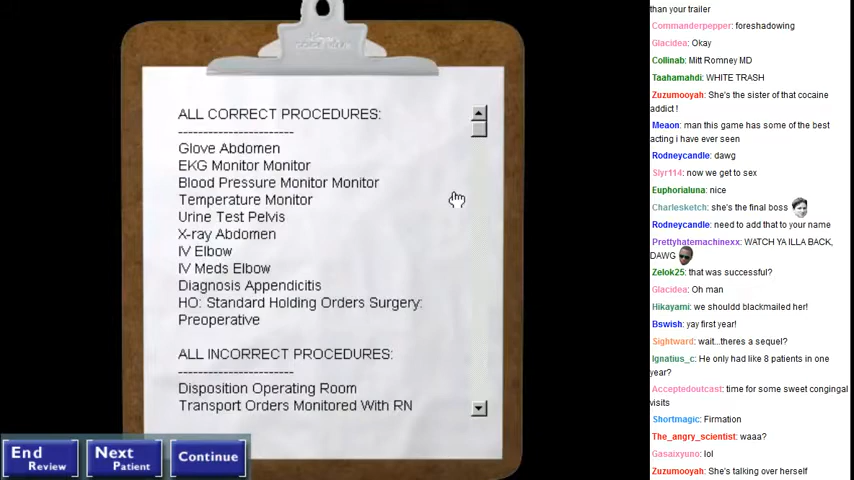 ALL CORRECT PROCEDURES:
-----------------------
Glove Abdomen
EKG Monitor Monitor
Blood Pressure Monitor Monitor
Temperature Monitor
Urine Test Pelvis
X-ray Abdomen
IV Elbow
IV Meds Elbow
Diagnosis Appendicitis
HO: Standard Holding Orders Surgery:
Preoperative
ALL INCORRECT PROCEDURES:
-----------------------
Disposition Operating Room
Transport Orders Monitored With RN
End
Review
Next
Patient
Continue
than your trailer
Commanderpepper: foreshadowing
Glacidea: Okay
Collinab: Mitt Romney MD
Taahamahdi: WHITE TRASH
Zuzumooyah: She's the sister of that cocaine
addict !
Meaon: man this game has some of the best
acting i have ever seen
Rodneycandle: dawg
Slyr114: now we get to sex
Euphorialuna: nice
Charlesketch: she's the final boss
Rodneycandle: need to add that to your name
Prettyhatemachinexx: WATCH YA ILLA BACK,
DAWG
Zelok25: that was successful?
Glacidea: Oh man
Hikayami: we shouldd blackmailed her!
Bswish: yay first year!
Sightward: wait...theres a sequel?
Ignatius_c: He only had like 8 patients in one
year?
Acceptedoutcast: time for some sweet congingal
visits
Shortmagic: Firmation
The_angry_scientist: waaa?
Gasaixyuno: lol
Zuzumooyah: She's talking over herself